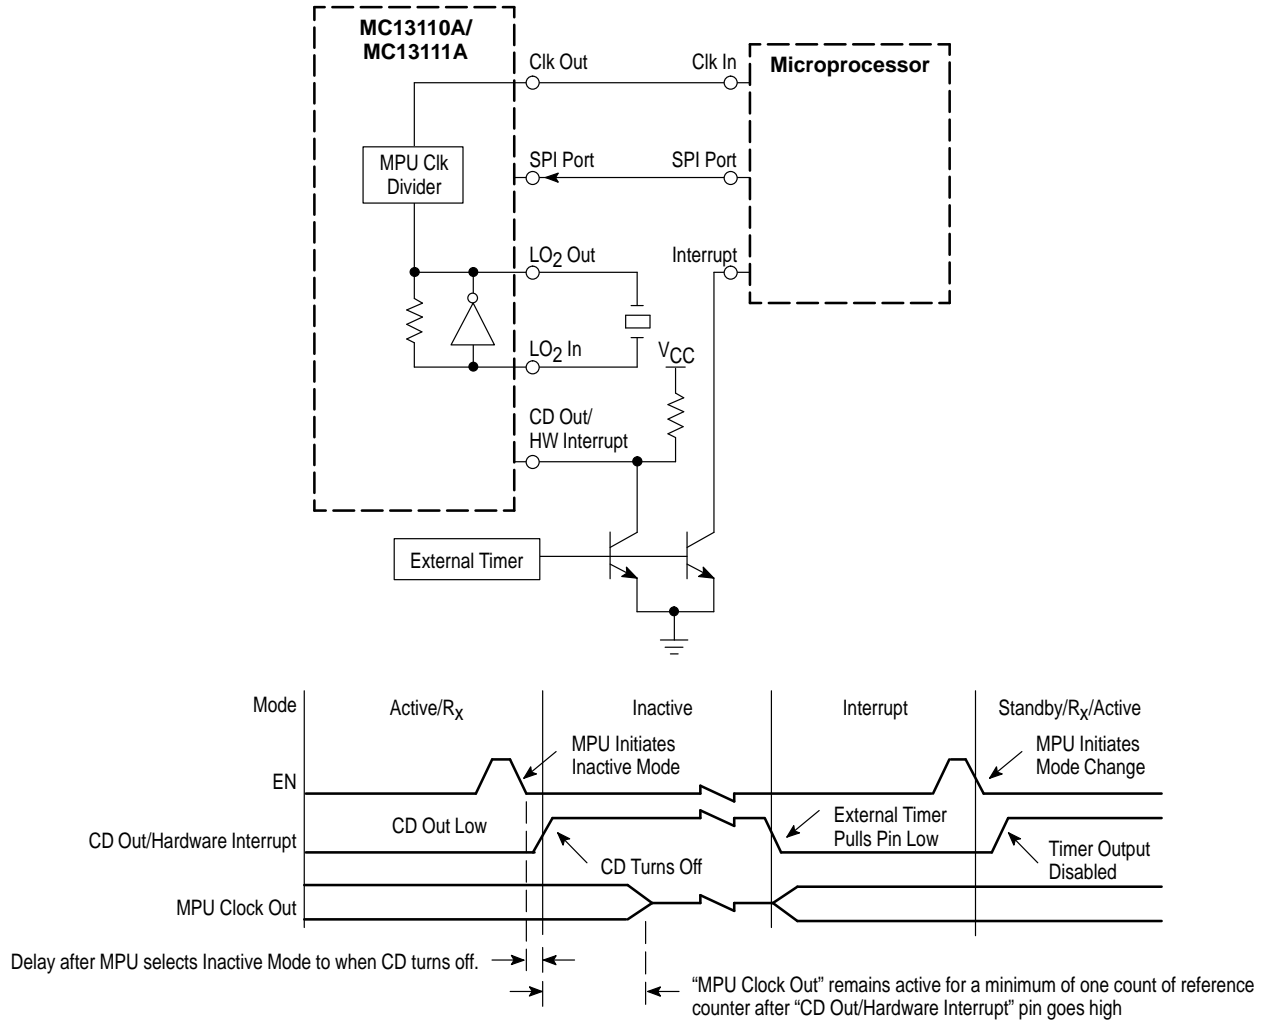 MC13110A/
MC13111A
Microprocessor
Clk Out
Clk In
MPU Clk
Divider
SPI Port
SPI Port
LO2 Out
Interrupt
LO2 In
VCC
CD Out/
HW Interrupt
External Timer
Mode
Active/Rx
Inactive
Interrupt
Standby/Rx/Active
EN
MPU Initiates
Inactive Mode
MPU Initiates
Mode Change
CD Out/Hardware Interrupt
CD Out Low
CD Turns Off
External Timer
Pulls Pin Low
Timer Output
Disabled
MPU Clock Out
Delay after MPU selects Inactive Mode to when CD turns off.
“MPU Clock Out” remains active for a minimum of one count of reference
counter after “CD Out/Hardware Interrupt” pin goes high